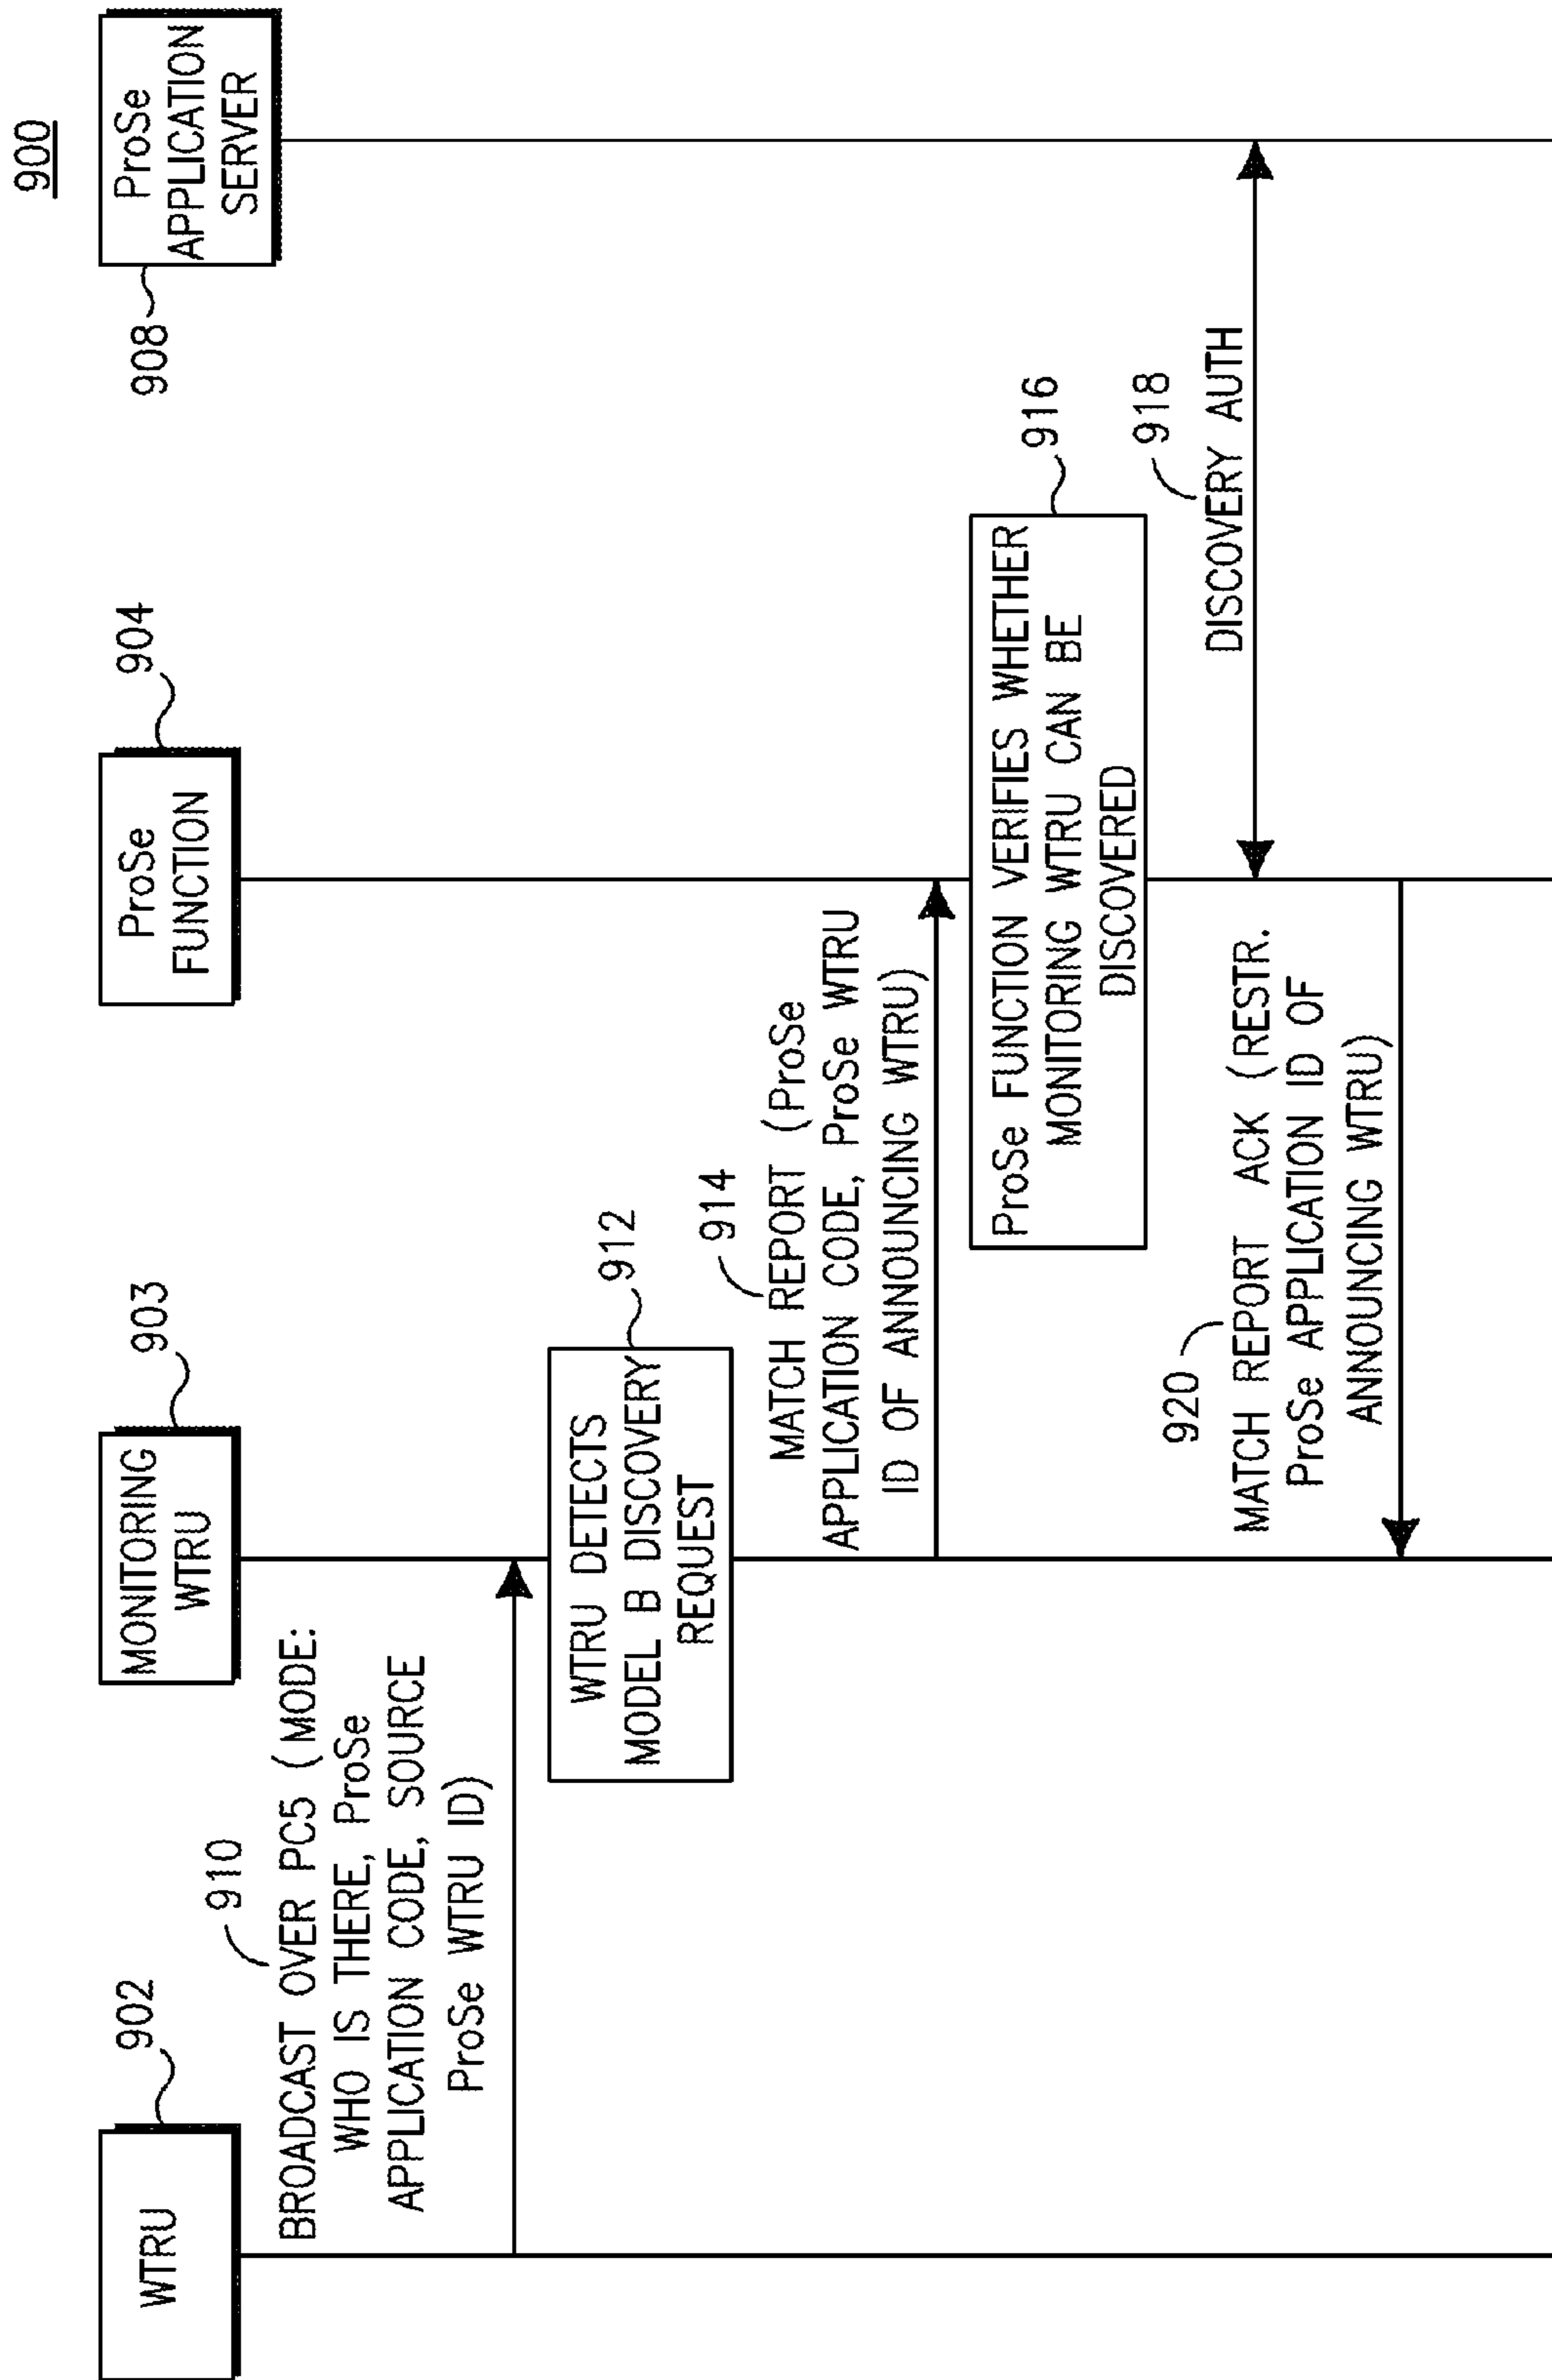 900
WTRU
902
MONITORING
WTRU
903
ProSe
FUNCTION
904
ProSe
APPLICATION
SERVER
908
910
BROADCAST OVER PC5 (MODE:
WHO IS THERE, ProSe
APPLICATION CODE, SOURCE
ProSe WTRU ID)
WTRU DETECTS
MODEL B DISCOVERY
REQUEST
912
914
MATCH REPORT (ProSe
APPLICATION CODE, ProSe WTRU
ID OF ANNOUNCING WTRU)
ProSe FUNCTION VERIFIES WHETHER
MONITORING WTRU CAN BE
DISCOVERED
916
918
DISCOVERY AUTH
920
MATCH REPORT ACK (RESTR.
ProSe APPLICATION ID OF
ANNOUNCING WTRU)